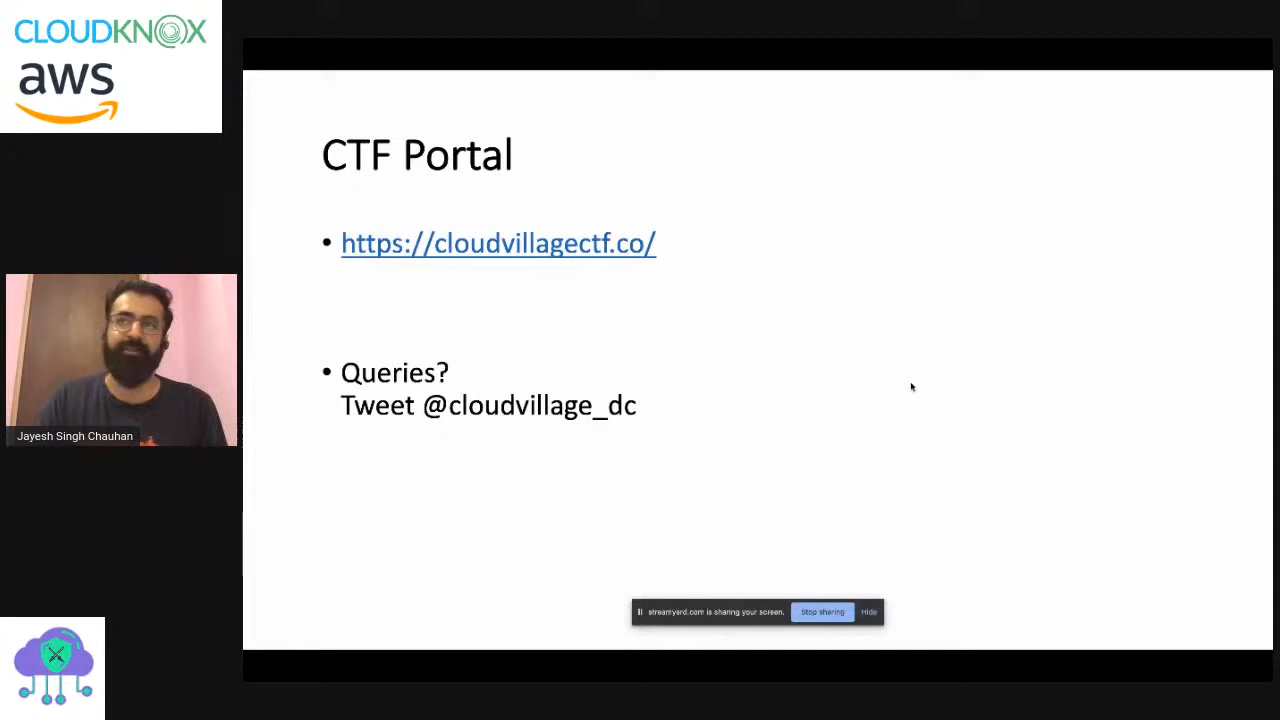 CLOUDKNOX
aws
CTF Portal
• https://cloudvillagectf.co/
• Queries?
Tweet @cloudvillage_dc
Jayesh Singh Chauhan
streamyard.com is sharing your screen. Stop sharing Hide